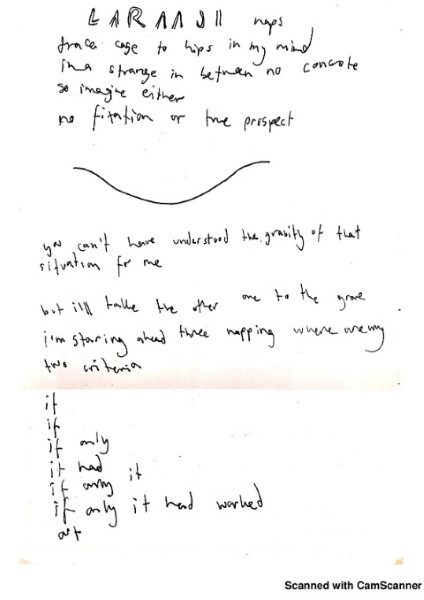 LARAAJI naps
trace cage to hips in my mind
in a strange in between no concrete
so imagine either
no fixation or true prospect
you can't have understood the gravity of that
situation for me
but i'll take the other one to the grave
i'm staring ahead three napping where are my
two criteria
if
if
if only
it had
if only it
if only it had worked
out
Scanned with CamScanner